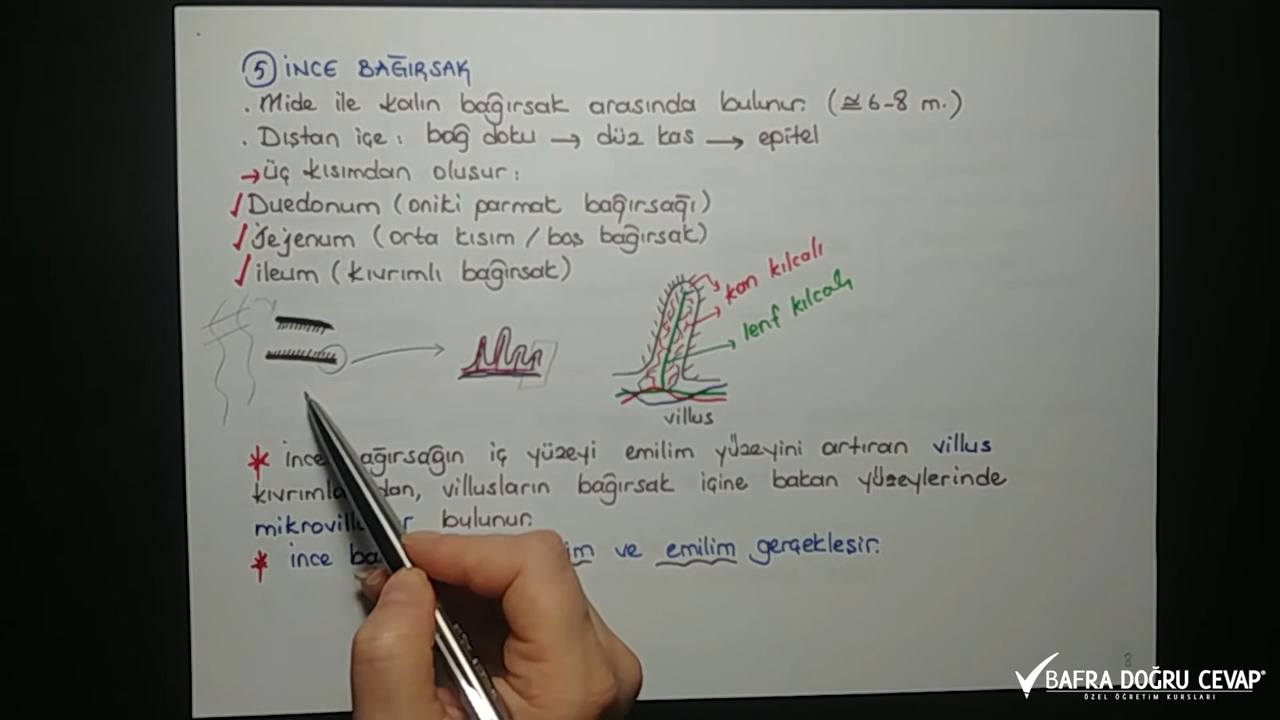 5 İNCE BAĞIRSAK
. Mide ile kalın bağırsak arasında bulunur. (≅ 6-8 m.)
. Dıştan içe : bağ doku → düz kas → epitel
→ üç kısımdan oluşur :
✓ Duedonum (oniki parmak bağırsağı)
✓ Jejenum (orta kısım / boş bağırsak)
✓ ileum (kıvrımlı bağırsak)
kan kılcalı
lenf kılcalı
villus
* ince bağırsağın iç yüzeyi emilim yüzeyini artıran villus
villusların bağırsak içine bakan yüzeylerinde
bulunur.
* ince ve emilim gerçekleşir.
8
BAFRA DOĞRU CEVAP®
ÖZEL ÖĞRETİM KURSLARI